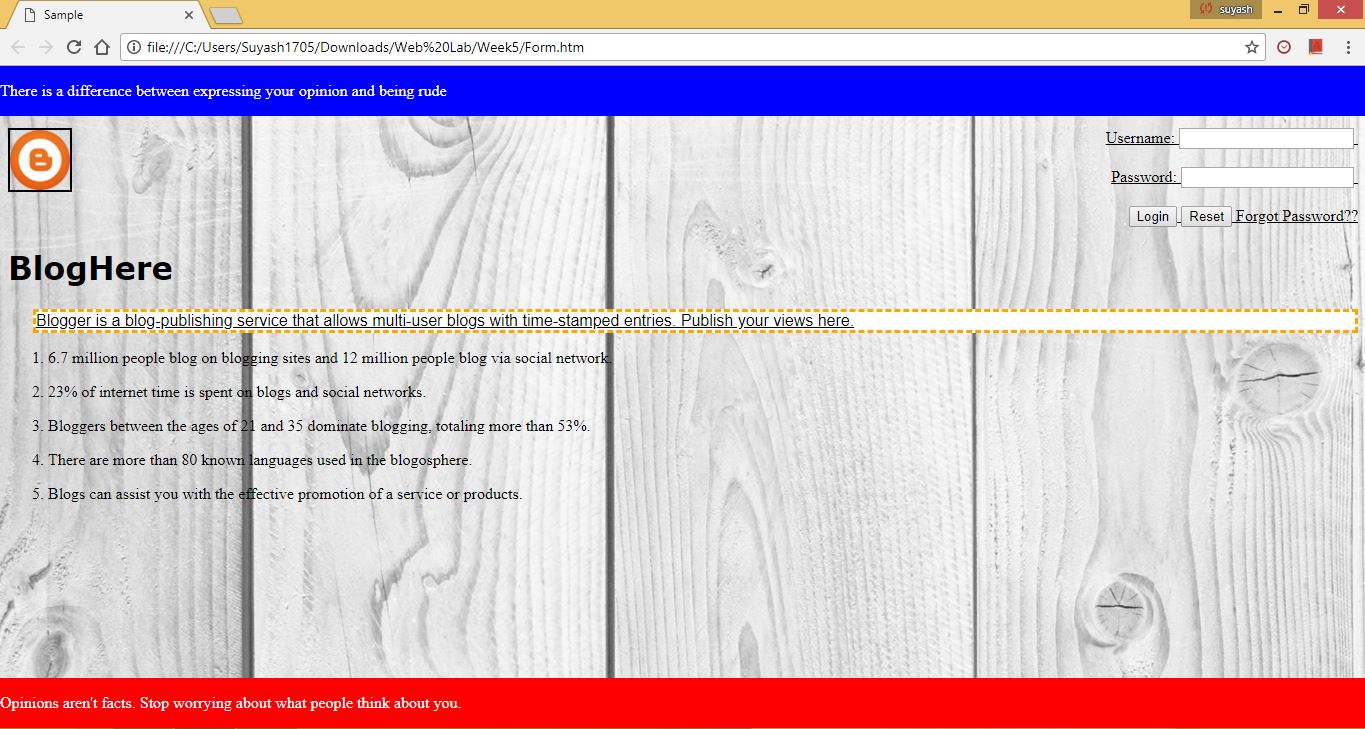 Sample
suyash
file:///C:/Users/Suyash1705/Downloads/Web%20Lab/Week5/Form.htm
There is a difference between expressing your opinion and being rude
Username:
Password:
Login Reset Forgot Password??
BlogHere
Blogger is a blog-publishing service that allows multi-user blogs with time-stamped entries. Publish your views here.
1. 6.7 million people blog on blogging sites and 12 million people blog via social network.
2. 23% of internet time is spent on blogs and social networks.
3. Bloggers between the ages of 21 and 35 dominate blogging, totaling more than 53%.
4. There are more than 80 known languages used in the blogosphere.
5. Blogs can assist you with the effective promotion of a service or products.
Opinions aren't facts. Stop worrying about what people think about you.